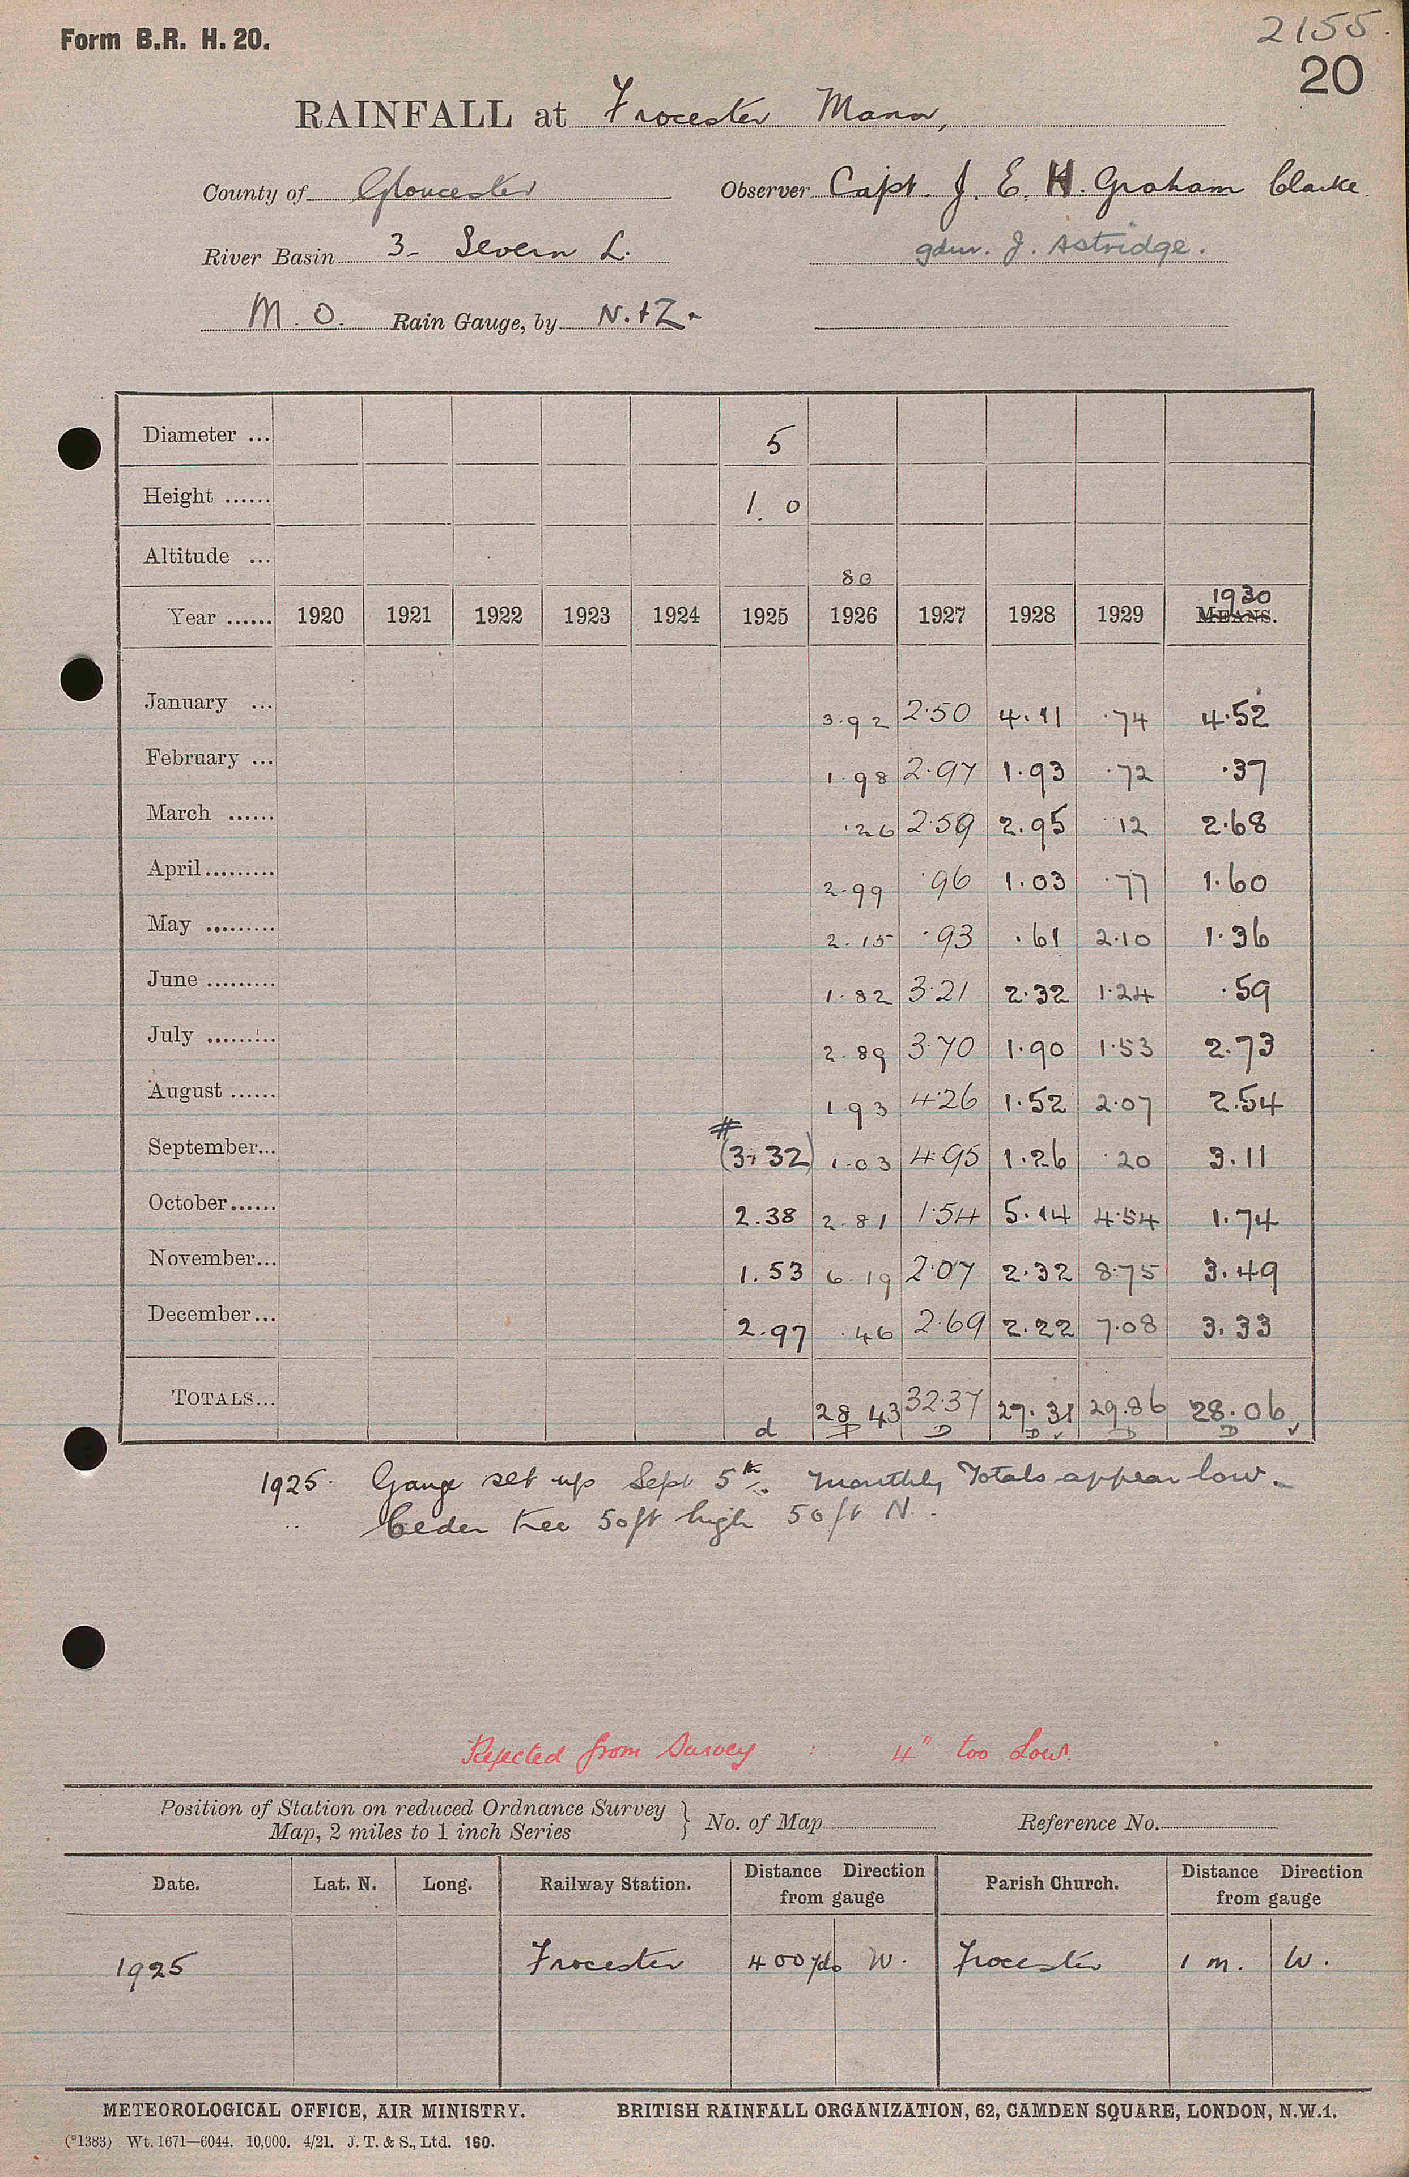 Form B.R. H. 20.
2155.
20
RAINFALL at Frocester Manor,
County of Gloucester Observer Capt. J. E. H. Graham Clarke
River Basin 3- Severn L. gdnr. J. Astridge.
M.O. Rain Gauge, by N.+Z.
Diameter ... 5
Height ...... 1. 0
Altitude ... 80
1930
Year ...... 1920 1921 1922 1923 1924 1925 1926 1927 1928 1929 MEANS.
January ... 3.92 2.50 4.11 .74 4.52
February ... 1.98 2.97 1.93 .72 .37
March ...... .26 2.59 2.95 12 2.68
April......... 2.99 .96 1.03 .77 1.60
May ......... 2.15 .93 .61 2.10 1.36
June ......... 1.82 3.21 2.32 1.24 .59
July ......... 2.89 3.70 1.90 1.53 2.73
August ...... 1.93 4.26 1.52 2.07 2.54
#
September... (3.32) 1.03 4.95 1.26 .20 3.11
October...... 2.38 2.81 1.54 5.14 4.54 1.74
November... 1.53 6.19 2.07 2.32 8.75 3.49
December... 2.97 .46 2.69 2.22 7.08 3.33
TOTALS... d 28.43 32.37 27.31 29.86 28.06
D D D D D
1925. Gauge set up Sept 5th. Monthly Totals appear low.
" Ceder tree 50ft high 50ft N.
Rejected from Survey : 4" too Low.
Position of Station on reduced Ordnance Survey
Map, 2 miles to 1 inch Series } No. of Map Reference No.
Date. Lat. N. Long. Railway Station. Distance Direction from gauge Parish Church. Distance Direction from gauge
1925 Frocester 400 yds W. Frocester 1 m. W.
METEOROLOGICAL OFFICE, AIR MINISTRY. BRITISH RAINFALL ORGANIZATION, 62, CAMDEN SQUARE, LONDON, N.W.1.
(*1383) Wt. 1671—6044. 10,000. 4/21. J. T. & S., Ltd. 160.